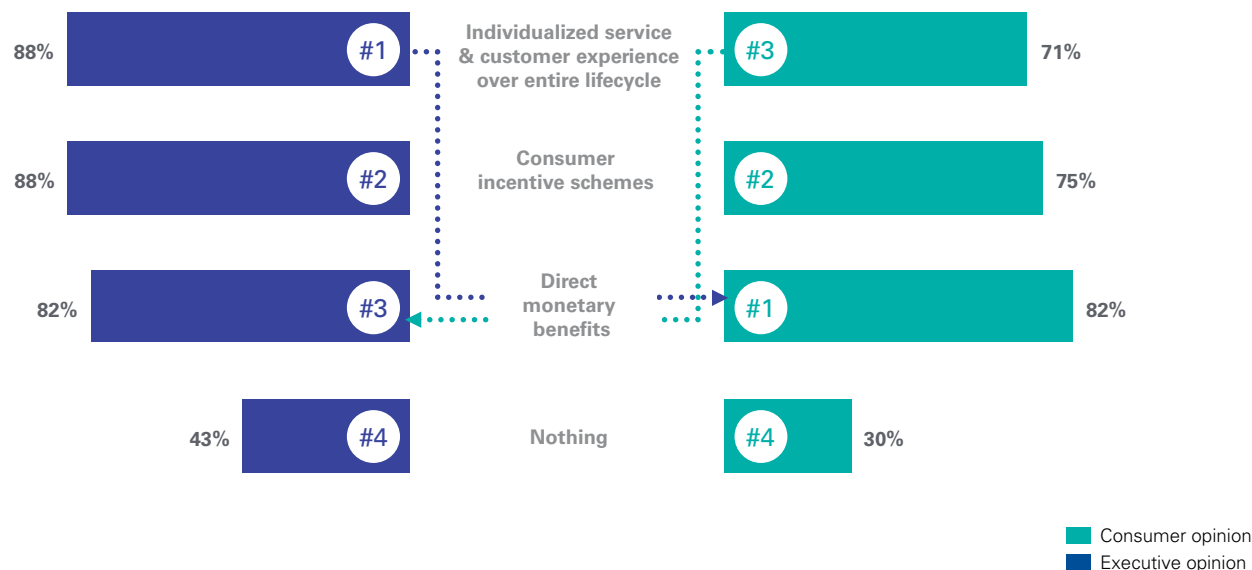 88%
#1
Individualized service
& customer experience
over entire lifecycle
#3
71%
88%
#2
Consumer
incentive schemes
#2
75%
82%
#3
Direct
monetary
benefits
#1
82%
43%
#4
Nothing
#4
30%
Consumer opinion
Executive opinion